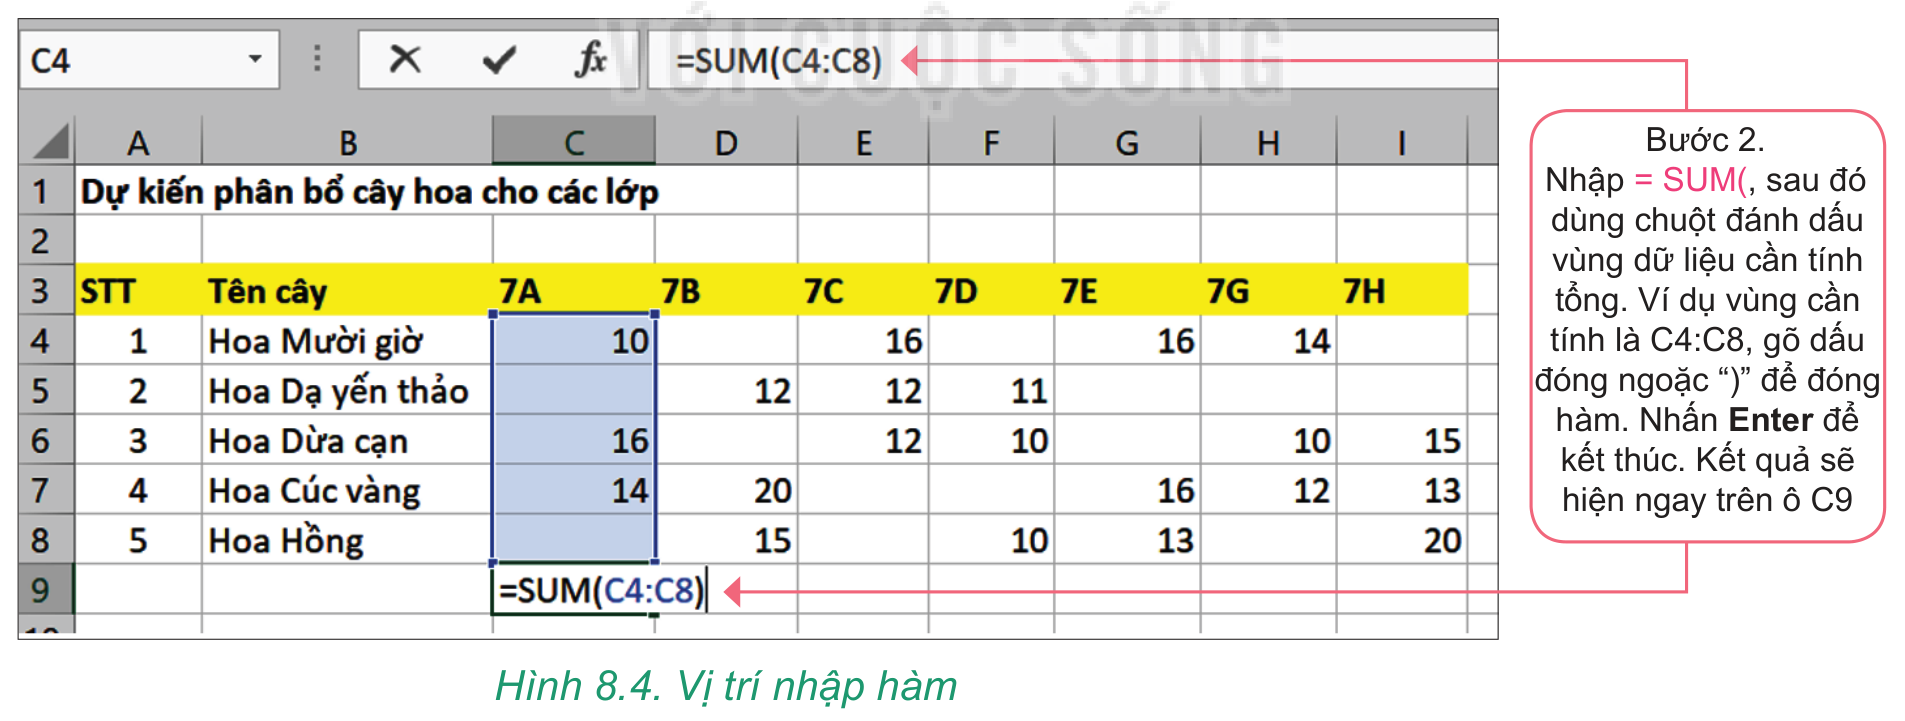 VỚI CUỘC SỐNG
C4 =SUM(C4:C8)
A B C D E F G H I
1 Dự kiến phân bổ cây hoa cho các lớp
2
3 STT Tên cây 7A 7B 7C 7D 7E 7G 7H
4 1 Hoa Mười giờ 10 16 16 14
5 2 Hoa Dạ yến thảo 12 12 11
6 3 Hoa Dừa cạn 16 12 10 10 15
7 4 Hoa Cúc vàng 14 20 16 12 13
8 5 Hoa Hồng 15 10 13 20
9 =SUM(C4:C8)
10
Bước 2.
Nhập = SUM(, sau đó
dùng chuột đánh dấu
vùng dữ liệu cần tính
tổng. Ví dụ vùng cần
tính là C4:C8, gõ dấu
đóng ngoặc “)” để đóng
hàm. Nhấn Enter để
kết thúc. Kết quả sẽ
hiện ngay trên ô C9
Hình 8.4. Vị trí nhập hàm